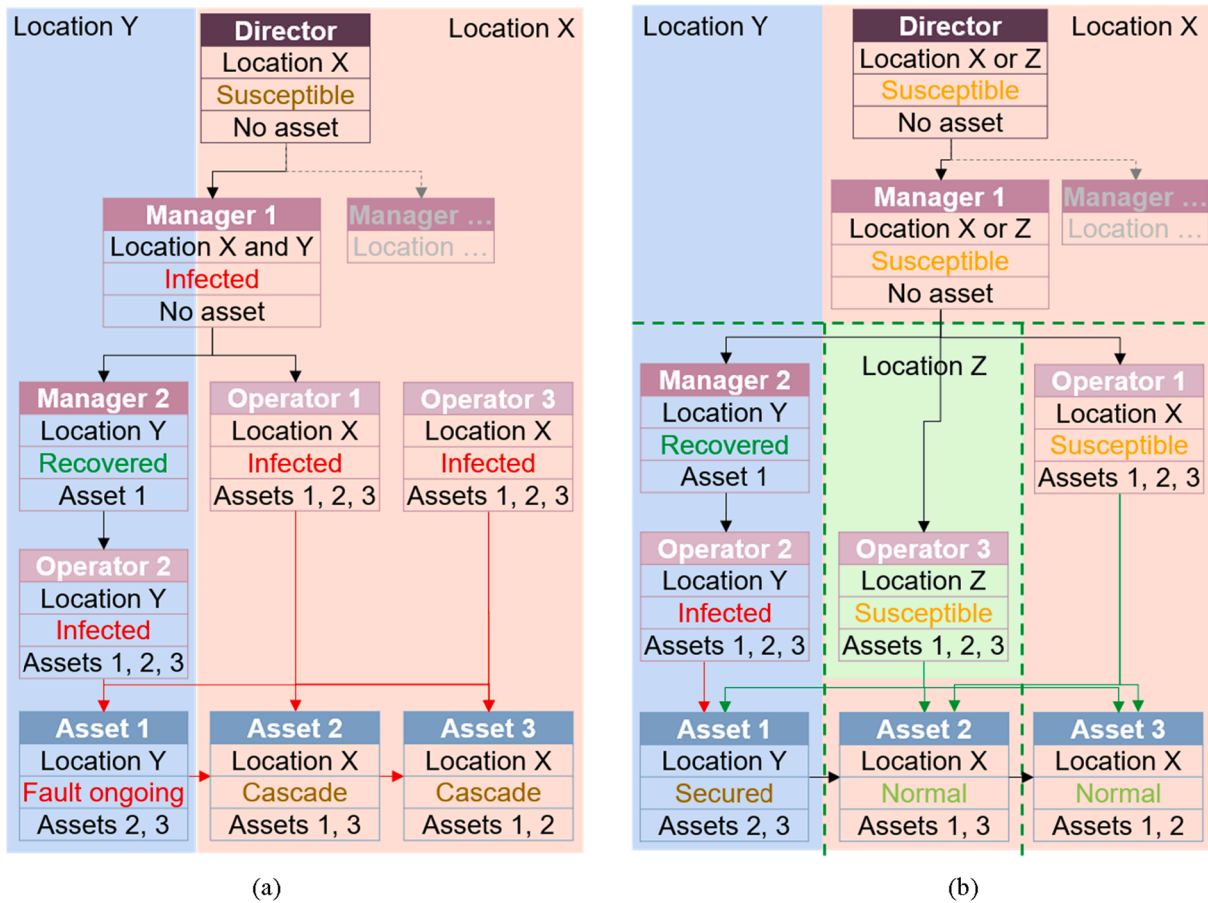 Location Y
Location X
Director
Location X
Susceptible
No asset
Manager 1
Location X and Y
Infected
No asset
Manager ...
Location ...
Manager 2
Location Y
Recovered
Asset 1
Operator 1
Location X
Infected
Assets 1, 2, 3
Operator 3
Location X
Infected
Assets 1, 2, 3
Operator 2
Location Y
Infected
Assets 1, 2, 3
Asset 1
Location Y
Fault ongoing
Assets 2, 3
Asset 2
Location X
Cascade
Assets 1, 3
Asset 3
Location X
Cascade
Assets 1, 2
(a)
Location Y
Location X
Director
Location X or Z
Susceptible
No asset
Manager 1
Location X or Z
Susceptible
No asset
Manager ...
Location ...
Manager 2
Location Y
Recovered
Asset 1
Location Z
Operator 1
Location X
Susceptible
Assets 1, 2, 3
Operator 2
Location Y
Infected
Assets 1, 2, 3
Operator 3
Location Z
Susceptible
Assets 1, 2, 3
Asset 1
Location Y
Secured
Assets 2, 3
Asset 2
Location X
Normal
Assets 1, 3
Asset 3
Location X
Normal
Assets 1, 2
(b)